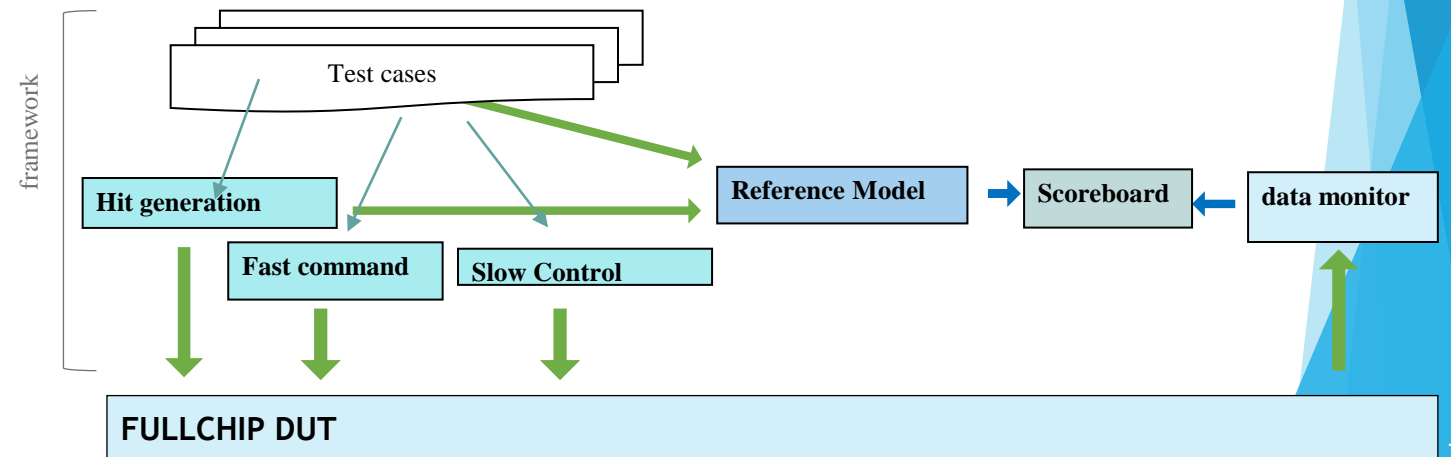 framework
Test cases
Hit generation
Fast command
Slow Control
Reference Model
Scoreboard
data monitor
FULLCHIP DUT